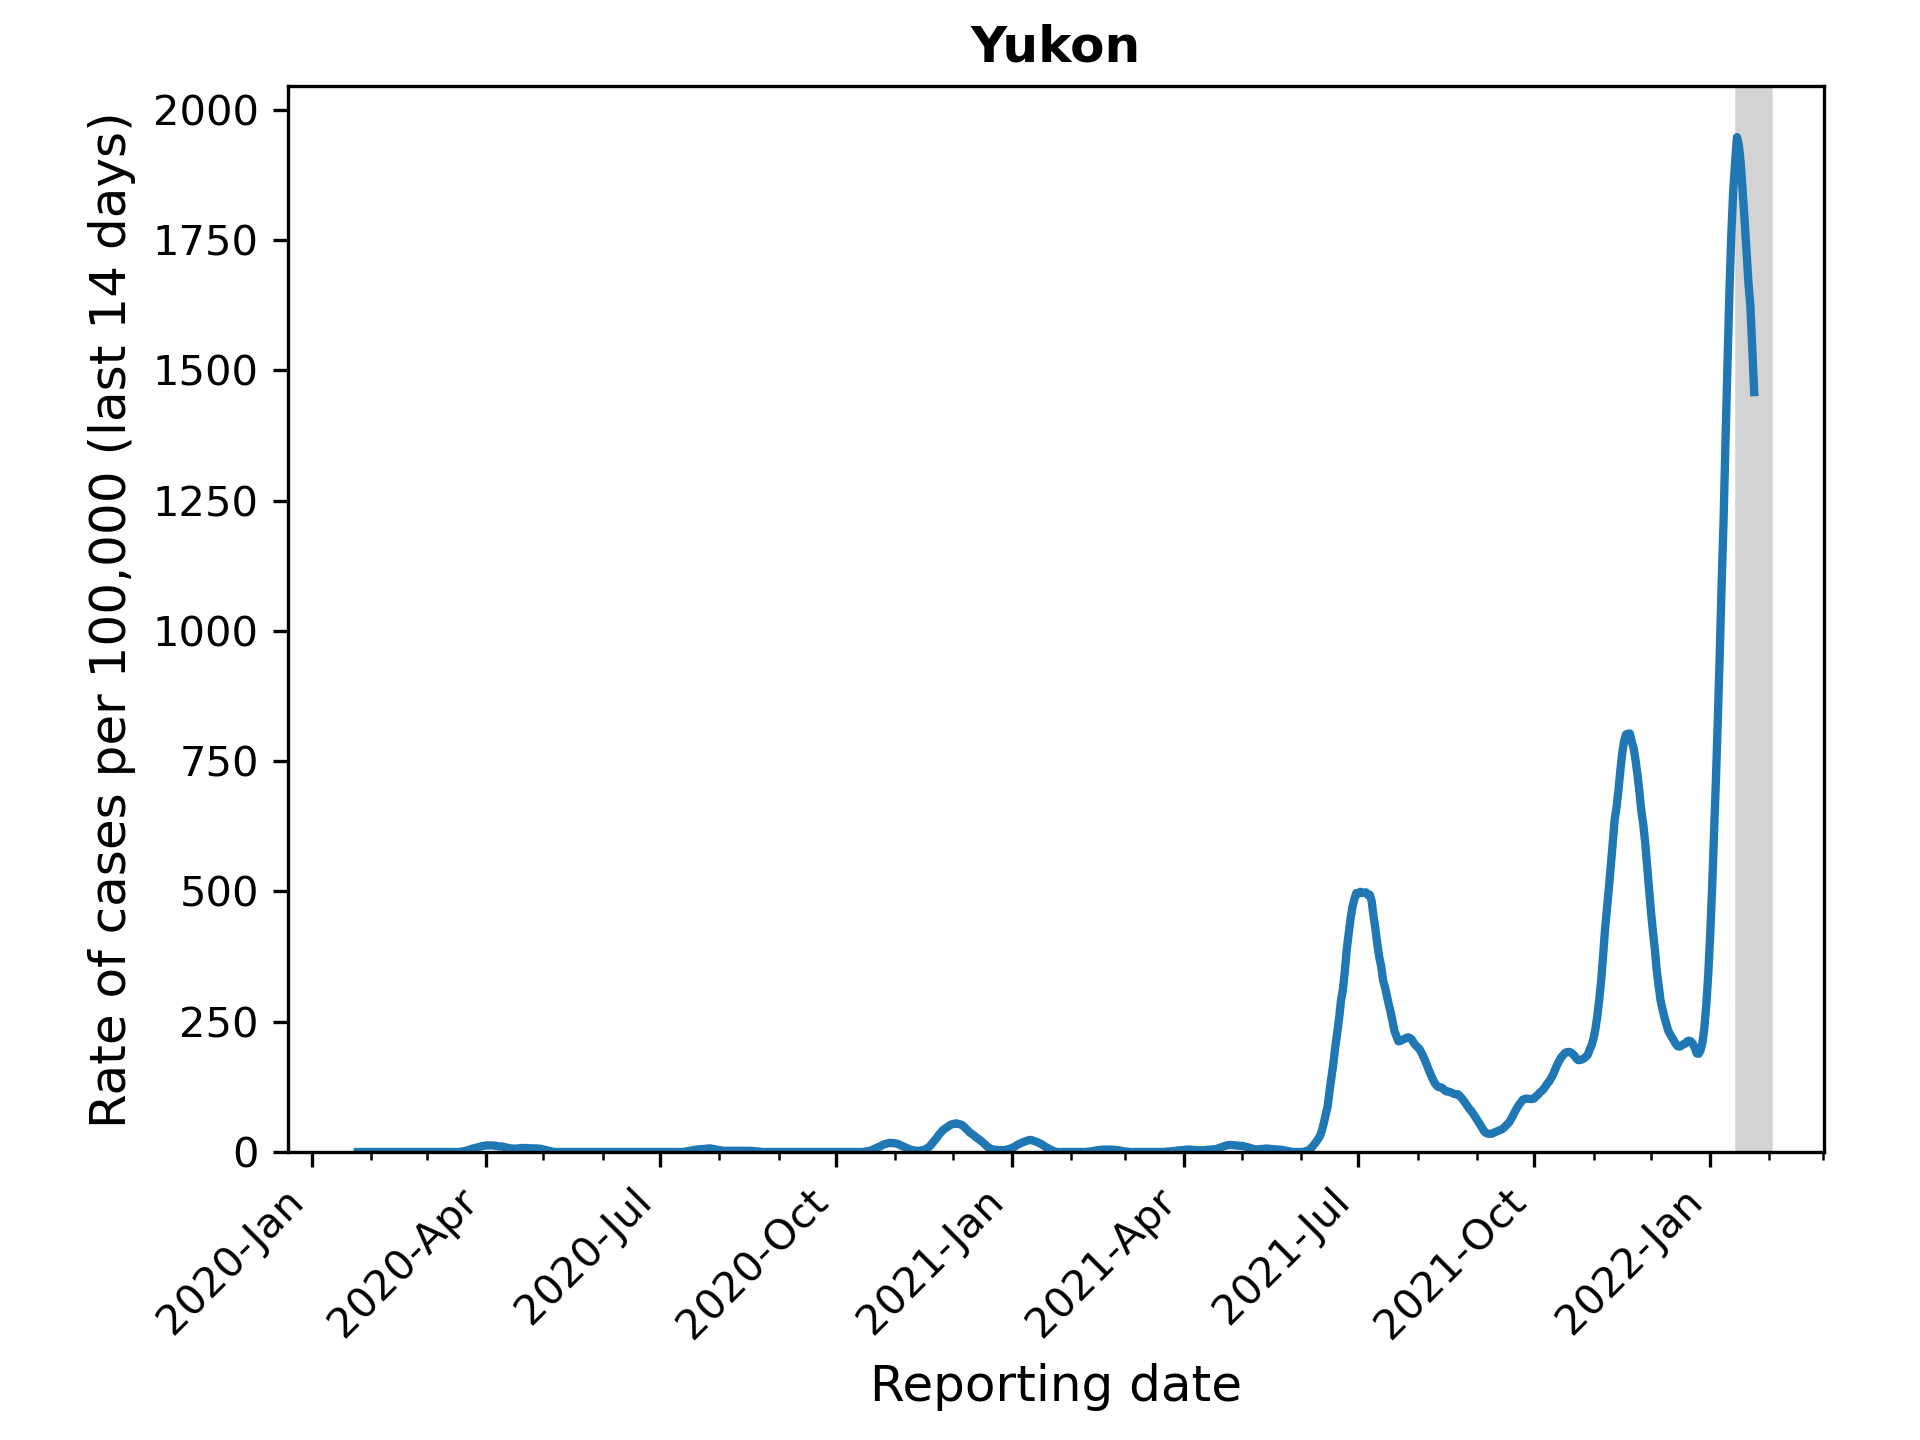 Yukon
Rate of cases per 100,000 (last 14 days)
2000
1750
1500
1250
1000
750
500
250
0
2020-Jan
2020-Apr
2020-Jul
2020-Oct
2021-Jan
2021-Apr
2021-Jul
2021-Oct
2022-Jan
Reporting date